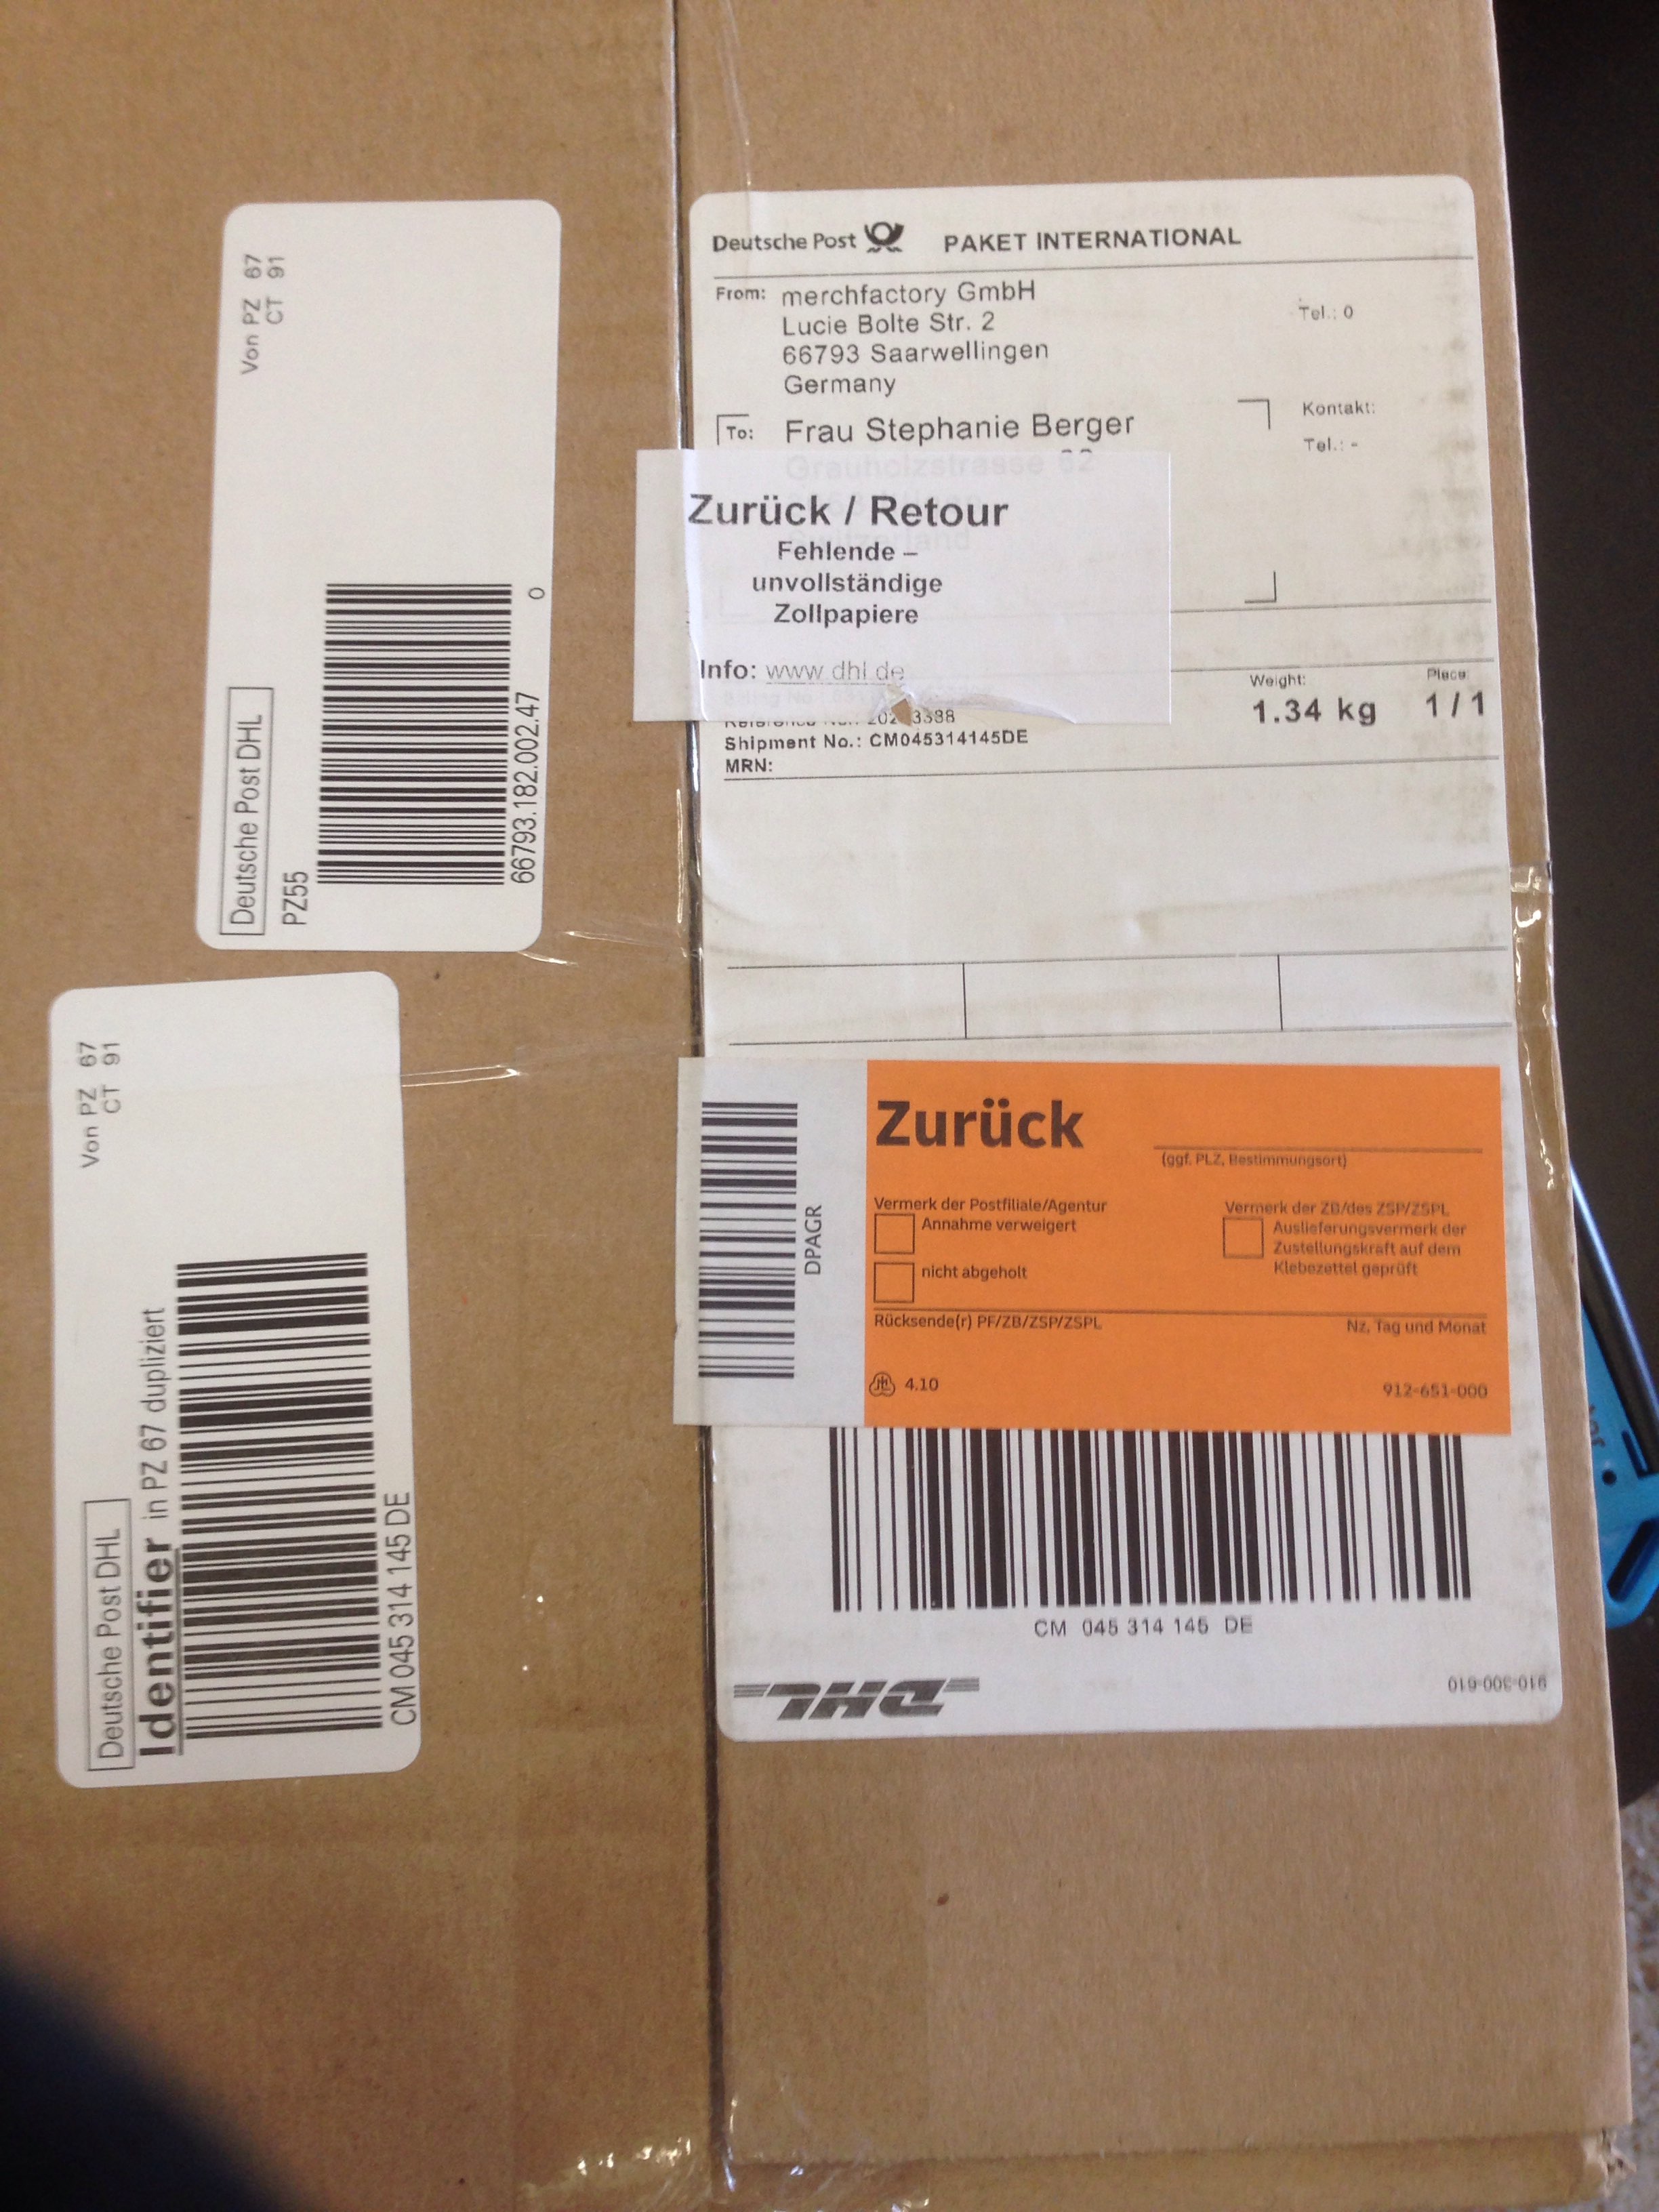 Von PZ 67
CT 91
Deutsche Post DHL
PZ55
66793.182.002.47
0
Von PZ 67
CT 91
Deutsche Post DHL
Identifier in PZ 67 dupliziert
CM 045 314 145 DE
Deutsche Post PAKET INTERNATIONAL
From: merchfactory GmbH
Lucie Bolte Str. 2
66793 Saarwellingen
Germany
Tel.: 0
To: Frau Stephanie Berger
Grauholzstrasse 62
Kontakt:
Tel.: -
Zurück / Retour
Fehlende –
unvollständige
Zollpapiere
Info: www.dhl.de
Weight:
1.34 kg
Piece
1 / 1
Shipment No.: CM045314145DE
MRN:
DPAGR
Zurück
(ggf. PLZ, Bestimmungsort)
Vermerk der Postfiliale/Agentur
Annahme verweigert
nicht abgeholt
Vermerk der ZB/des ZSP/ZSPL
Auslieferungsvermerk der
Zustellungskraft auf dem
Klebezettel geprüft
Rücksende(r) PF/ZB/ZSP/ZSPL
Nz, Tag und Monat
4.10
912-651-000
CM 045 314 145 DE
DHL
910-300-610